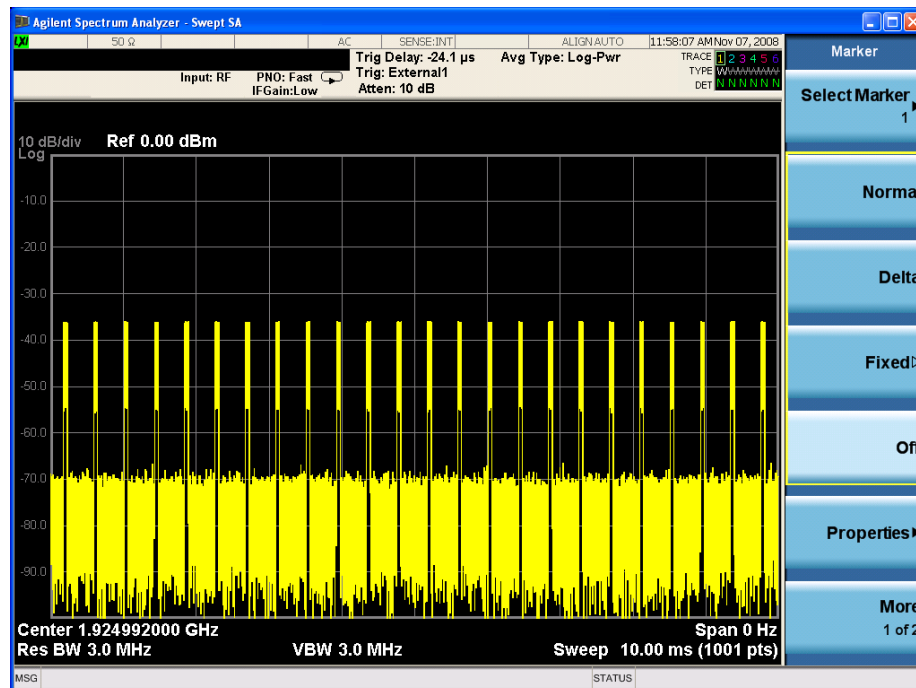 Agilent Spectrum Analyzer - Swept SA
LXI 50 Ω AC SENSE:INT ALIGN AUTO 11:58:07 AM Nov 07, 2008
Marker
Trig Delay: -24.1 µs Avg Type: Log-Pwr TRACE 1 2 3 4 5 6
Input: RF PNO: Fast Trig: External1 TYPE WWWWWW
IFGain:Low Atten: 10 dB DET N N N N N N
Select Marker
1
10 dB/div Ref 0.00 dBm
Log
-10.0
Norma
-20.0
Delta
-30.0
-40.0
Fixed
-50.0
-60.0
Off
-70.0
-80.0
Properties
-90.0
More
1 of 2
Center 1.924992000 GHz Span 0 Hz
Res BW 3.0 MHz VBW 3.0 MHz Sweep 10.00 ms (1001 pts)
MSG STATUS